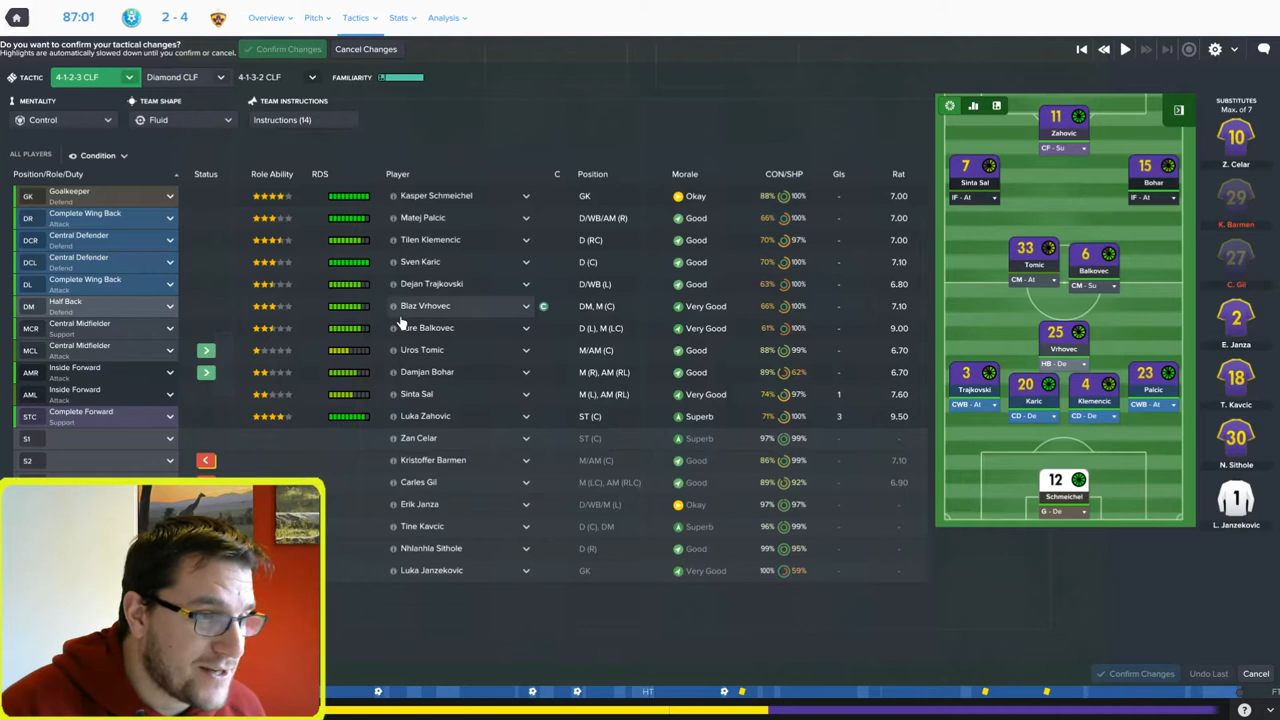 87:01
2 - 4
Overview
Pitch
Tactics
Stats
Analysis
Do you want to confirm your tactical changes?
Highlights are automatically slowed down until you confirm or cancel.
Confirm Changes
Cancel Changes
TACTIC
4-1-2-3 CLF
Diamond CLF
4-1-3-2 CLF
FAMILIARITY
MENTALITY
TEAM SHAPE
TEAM INSTRUCTIONS
Control
Fluid
Instructions (14)
ALL PLAYERS
Condition
Position/Role/Duty
Status
Role Ability
RDS
Player
C
Position
Morale
CON/SHP
Gls
Rat
GK Goalkeeper Defend Kasper Schmeichel GK Okay 88% 100% - 7.00
DR Complete Wing Back Attack Matej Palcic D/WB/AM (R) Good 66% 100% - 7.00
DCR Central Defender Defend Tilen Klemencic D (RC) Good 70% 97% - 7.00
DCL Central Defender Defend Sven Karic D (C) Good 72% 100% - 7.10
DL Complete Wing Back Attack Dejan Trajkovski D/WB (L) Good 63% 100% - 6.80
DM Half Back Defend Blaz Vrhovec C DM, M (C) Very Good 66% 100% - 7.10
MCR Central Midfielder Support Jure Balkovec D (L), M (LC) Very Good 61% 100% - 9.00
MCL Central Midfielder Attack Uros Tomic M/AM (C) Good 88% 99% - 6.70
AMR Inside Forward Attack Damjan Bohar M (R), AM (RL) Good 89% 62% - 6.70
AML Inside Forward Attack Sinta Sal M (L), AM (RL) Very Good 74% 97% 1 7.60
STC Complete Forward Support Luka Zahovic ST (C) Superb 71% 100% 3 9.50
S1 Zan Celar ST (C) Superb 97% 99% - -
S2 Kristoffer Barmen M/AM (C) Good 86% 99% - 7.10
Carles Gil M (LC), AM (RLC) Good 89% 92% - 6.90
Erik Janza D/WB/M (L) Okay 97% 97% - -
Tine Kavcic D (C), DM Superb 96% 99% - -
Nhlanhla Sithole D (R) Good 99% 95% - -
Luka Janzekovic GK Very Good 100% 59% - -
11
Zahovic
CF - Su
7
Sinta Sal
IF - At
15
Bohar
IF - At
33
Tomic
CM - At
6
Balkovec
CM - Su
25
Vrhovec
HB - De
3
Trajkovski
CWB - At
20
Karic
CD - De
4
Klemencic
CD - De
23
Palcic
CWB - At
12
Schmeichel
G - De
SUBSTITUTES
Max. of 7
10
Z. Celar
29
K. Barmen
27
C. Gil
2
E. Janza
18
T. Kavcic
30
N. Sithole
1
L. Janzekovic
Confirm Changes
Undo Last
Cancel
HT